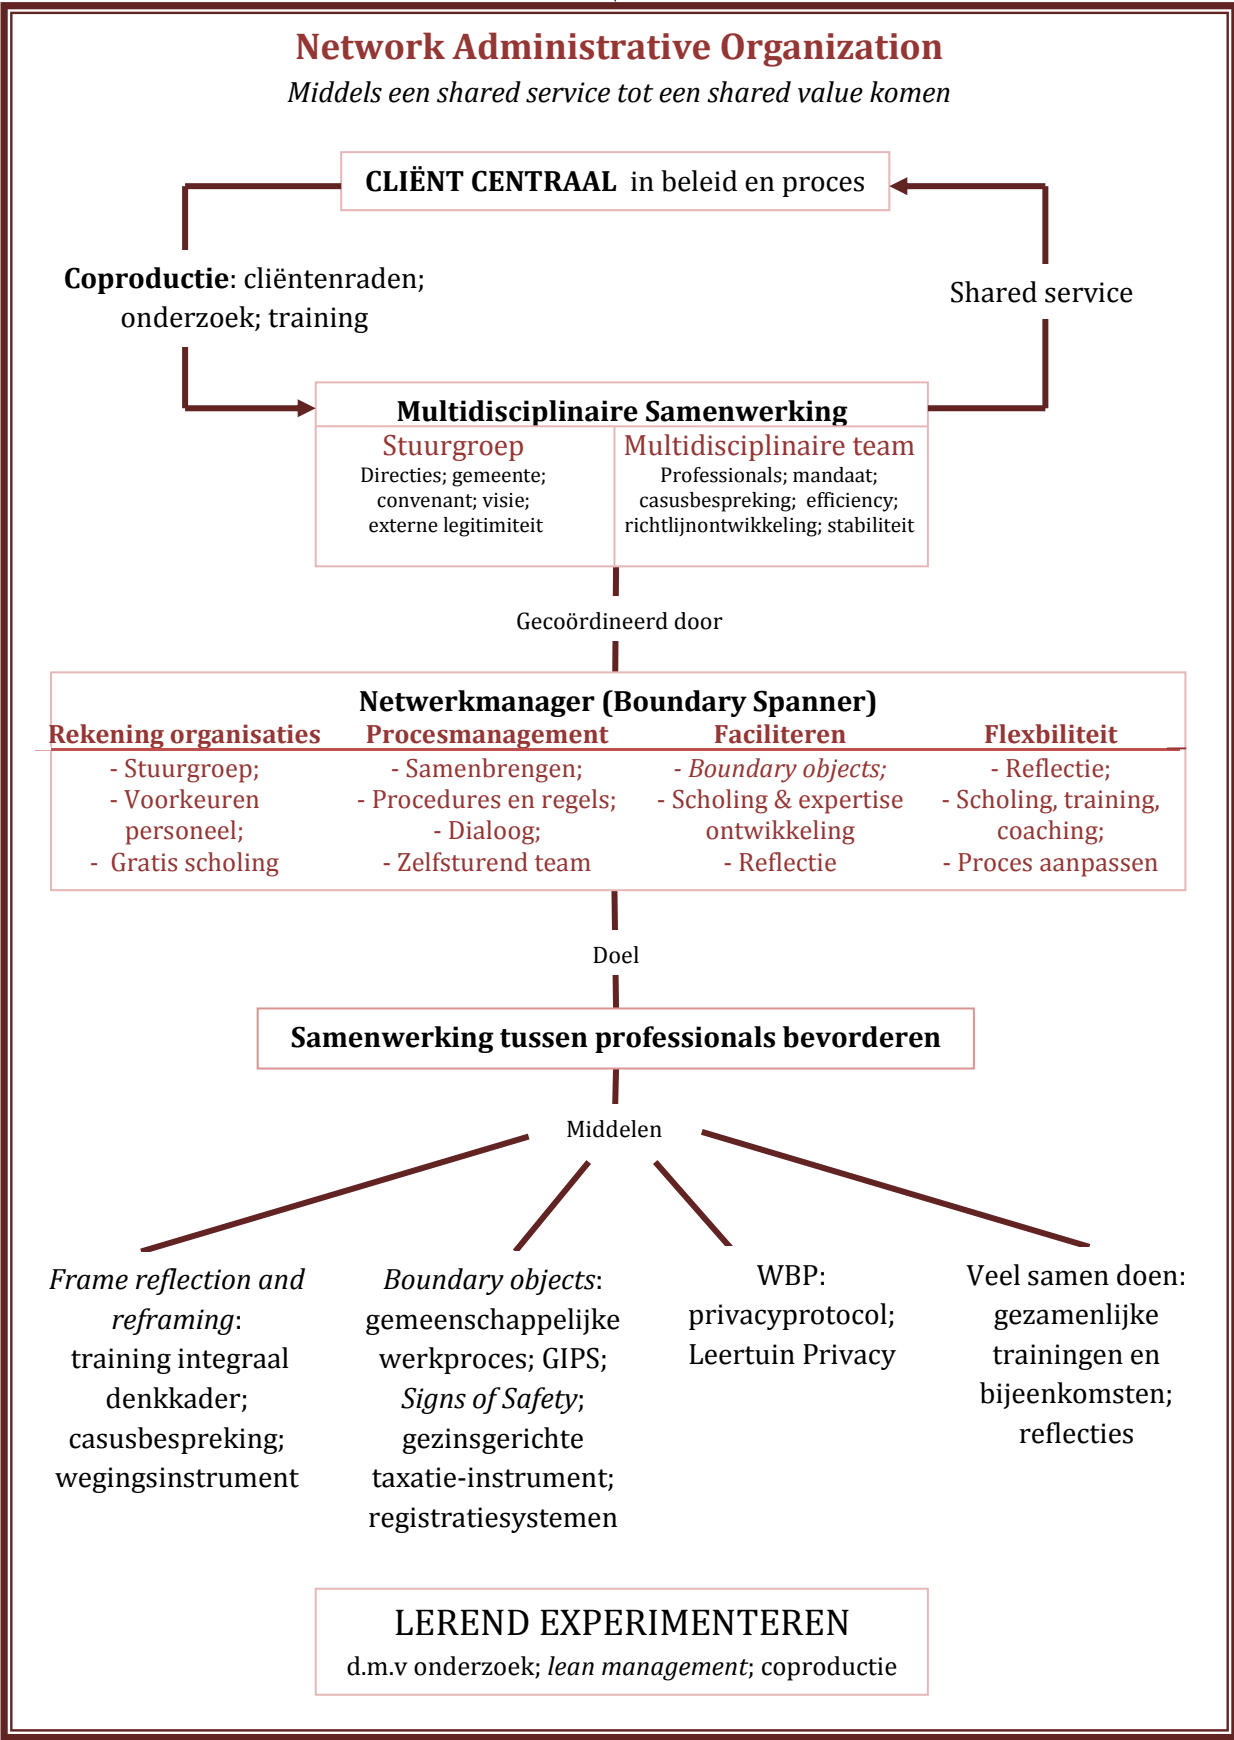 Network Administrative Organization
Middels een shared service tot een shared value komen
CLIËNT CENTRAAL in beleid en proces
Coproductie: cliëntenraden;
onderzoek; training
Shared service
Multidisciplinaire Samenwerking
Stuurgroep
Directies; gemeente;
convenant; visie;
externe legitimiteit
Multidisciplinaire team
Professionals; mandaat;
casusbespreking; efficiency;
richtlijnontwikkeling; stabiliteit
Gecoördineerd door
Netwerkmanager (Boundary Spanner)
Rekening organisaties
- Stuurgroep;
- Voorkeuren
personeel;
- Gratis scholing
Procesmanagement
- Samenbrengen;
- Procedures en regels;
- Dialoog;
- Zelfsturend team
Faciliteren
- Boundary objects;
- Scholing & expertise
ontwikkeling
- Reflectie
Flexbiliteit
- Reflectie;
- Scholing, training,
coaching;
- Proces aanpassen
Doel
Samenwerking tussen professionals bevorderen
Middelen
Frame reflection and
reframing:
training integraal
denkkader;
casusbespreking;
wegingsinstrument
Boundary objects:
gemeenschappelijke
werkproces; GIPS;
Signs of Safety;
gezinsgerichte
taxatie-instrument;
registratiesystemen
WBP:
privacyprotocol;
Leertuin Privacy
Veel samen doen:
gezamenlijke
trainingen en
bijeenkomsten;
reflecties
LEREND EXPERIMENTEREN
d.m.v onderzoek; lean management; coproductie